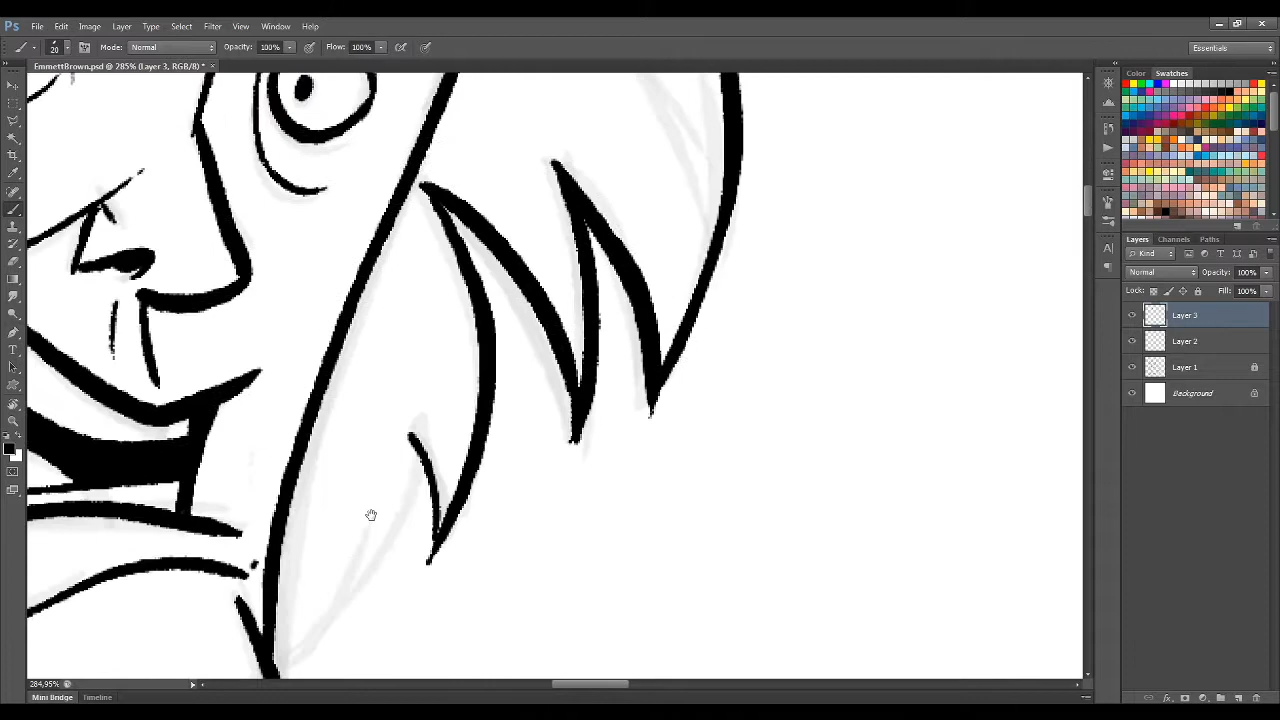 Ps File Edit Image Layer Type Select Filter View Window Help
20 Mode: Normal Opacity: 100% Flow: 100% Essentials
EmmettBrown.psd @ 285% (Layer 3, RGB/8) * ×
Color Swatches
Layers Channels Paths
Kind
Normal Opacity: 100%
Lock: Fill: 100%
Layer 3
Layer 2
Layer 1
Background
284,95%
Mini Bridge Timeline